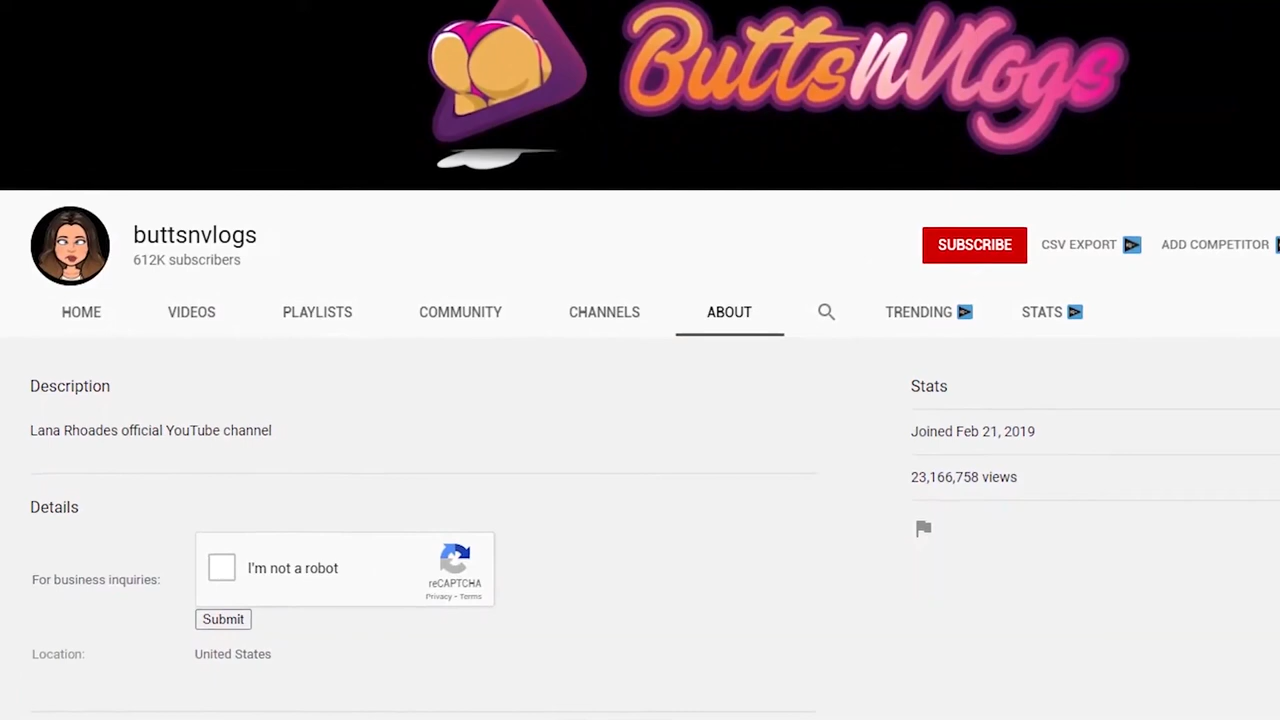 ButtsnVlogs
buttsnvlogs
612K subscribers
SUBSCRIBE
CSV EXPORT
ADD COMPETITOR
HOME
VIDEOS
PLAYLISTS
COMMUNITY
CHANNELS
ABOUT
TRENDING
STATS
Description
Lana Rhoades official YouTube channel
Details
For business inquiries:
I'm not a robot
reCAPTCHA
Privacy - Terms
Submit
Location:
United States
Stats
Joined Feb 21, 2019
23,166,758 views